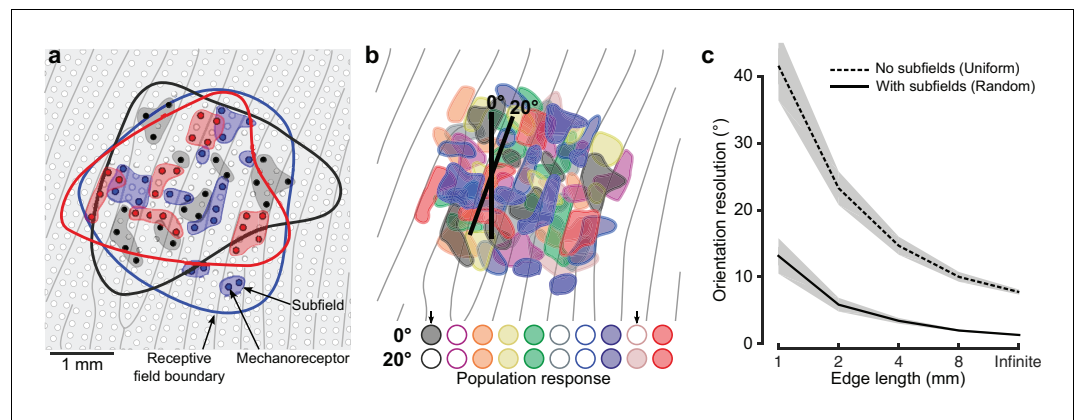 a
Subfield
1 mm
Receptive
field boundary
Mechanoreceptor
b
0° 20°
0°
20°
Population response
c
No subfields (Uniform)
With subfields (Random)
Orientation resolution (°)
40
30
20
10
0
1 2 4 8 Infinite
Edge length (mm)